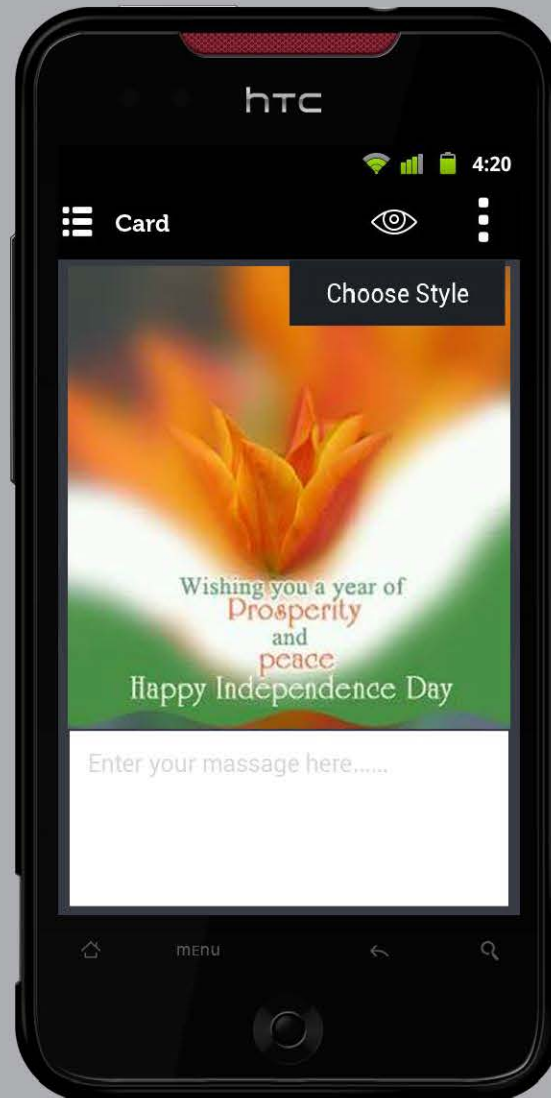 htc
4:20
Card
Choose Style
Wishing you a year of
Prosperity
and
peace
Happy Independence Day
Enter your massage here......
MENU